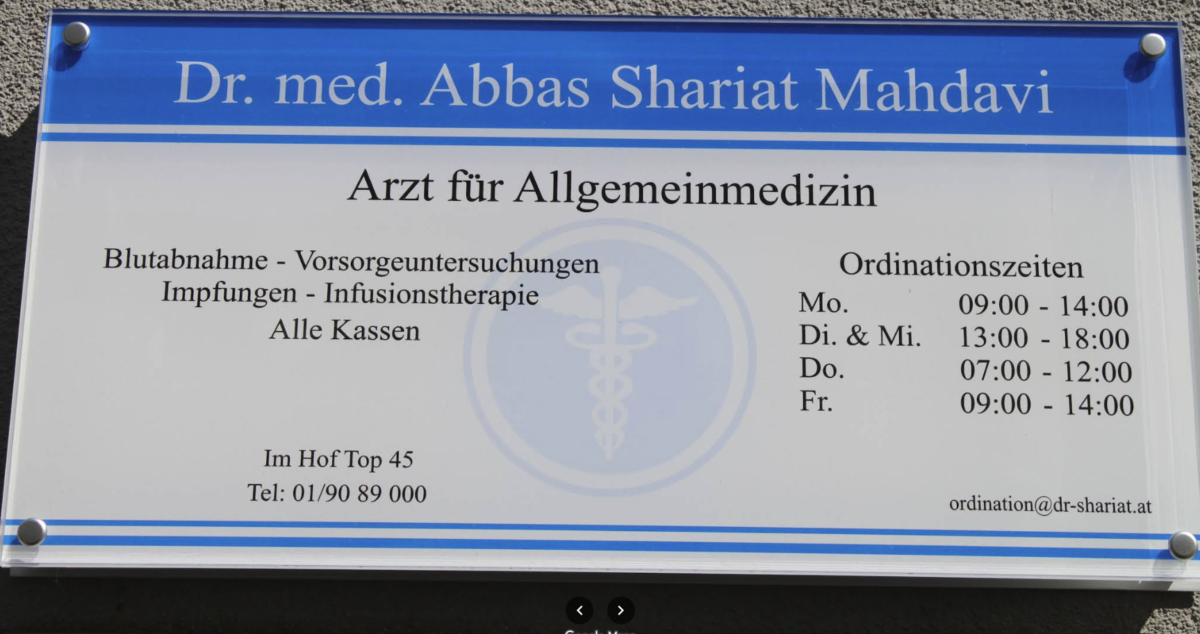 Dr. med. Abbas Shariat Mahdavi
Arzt für Allgemeinmedizin
Blutabnahme - Vorsorgeuntersuchungen
Impfungen - Infusionstherapie
Alle Kassen
Ordinationszeiten
Mo. 09:00 - 14:00
Di. & Mi. 13:00 - 18:00
Do. 07:00 - 12:00
Fr. 09:00 - 14:00
Im Hof Top 45
Tel: 01/90 89 000
ordination@dr-shariat.at